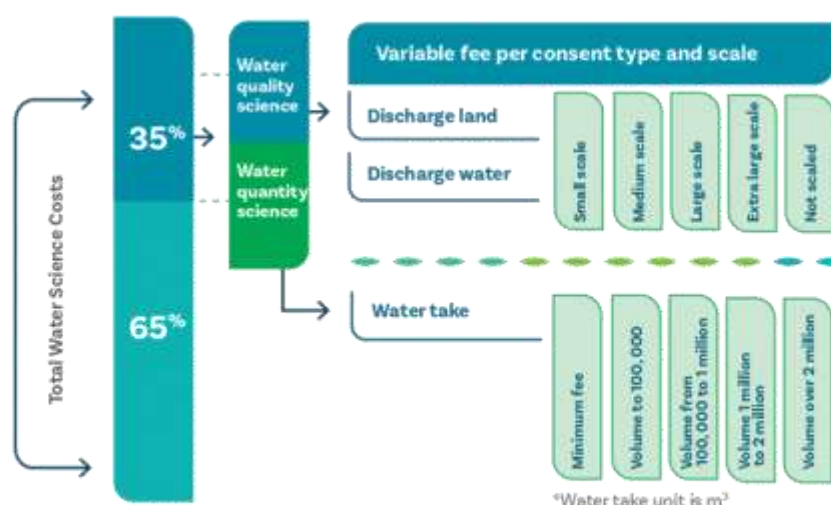 Total Water Science Costs
35%
65%
Water
quality
science
Water
quantity
science
Variable fee per consent type and scale
Discharge land
Discharge water
Small scale
Medium scale
Large scale
Extra large scale
Not scaled
Water take
Minimum fee
Volume to 100, 000
Volume from
100,000 to 1 million
Volume 1 million
to 2 million
Volume over 2 million
*Water take unit is m³